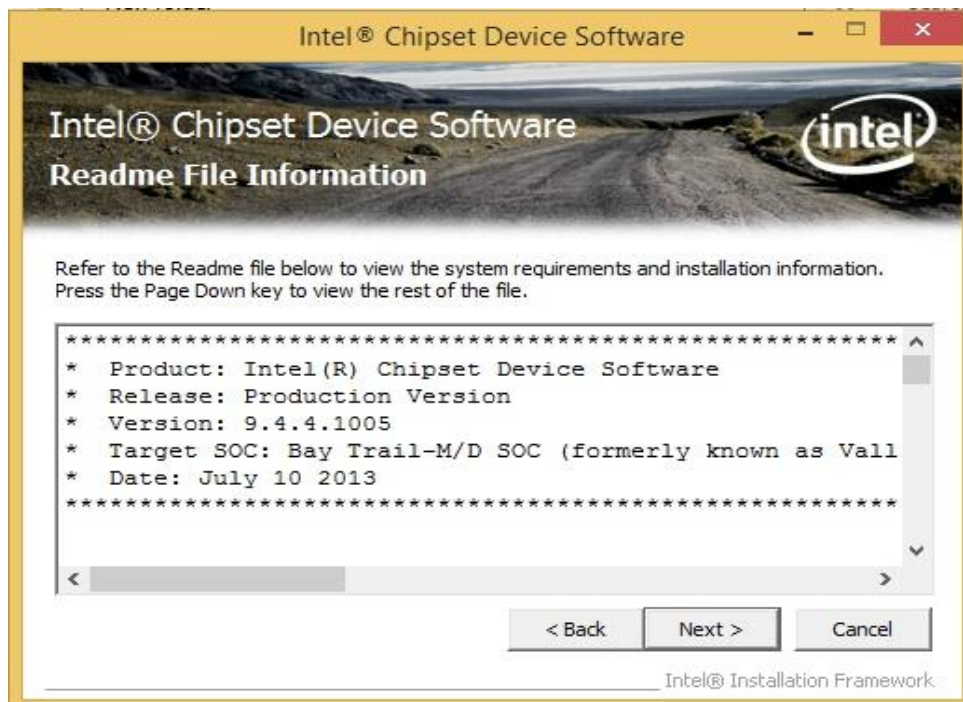 Intel® Chipset Device Software
Intel® Chipset Device Software
intel
Readme File Information
Refer to the Readme file below to view the system requirements and installation information.
Press the Page Down key to view the rest of the file.
************************************************************
* Product: Intel(R) Chipset Device Software
* Release: Production Version
* Version: 9.4.4.1005
* Target SOC: Bay Trail-M/D SOC (formerly known as Vall
* Date: July 10 2013
************************************************************
< Back Next > Cancel
Intel® Installation Framework